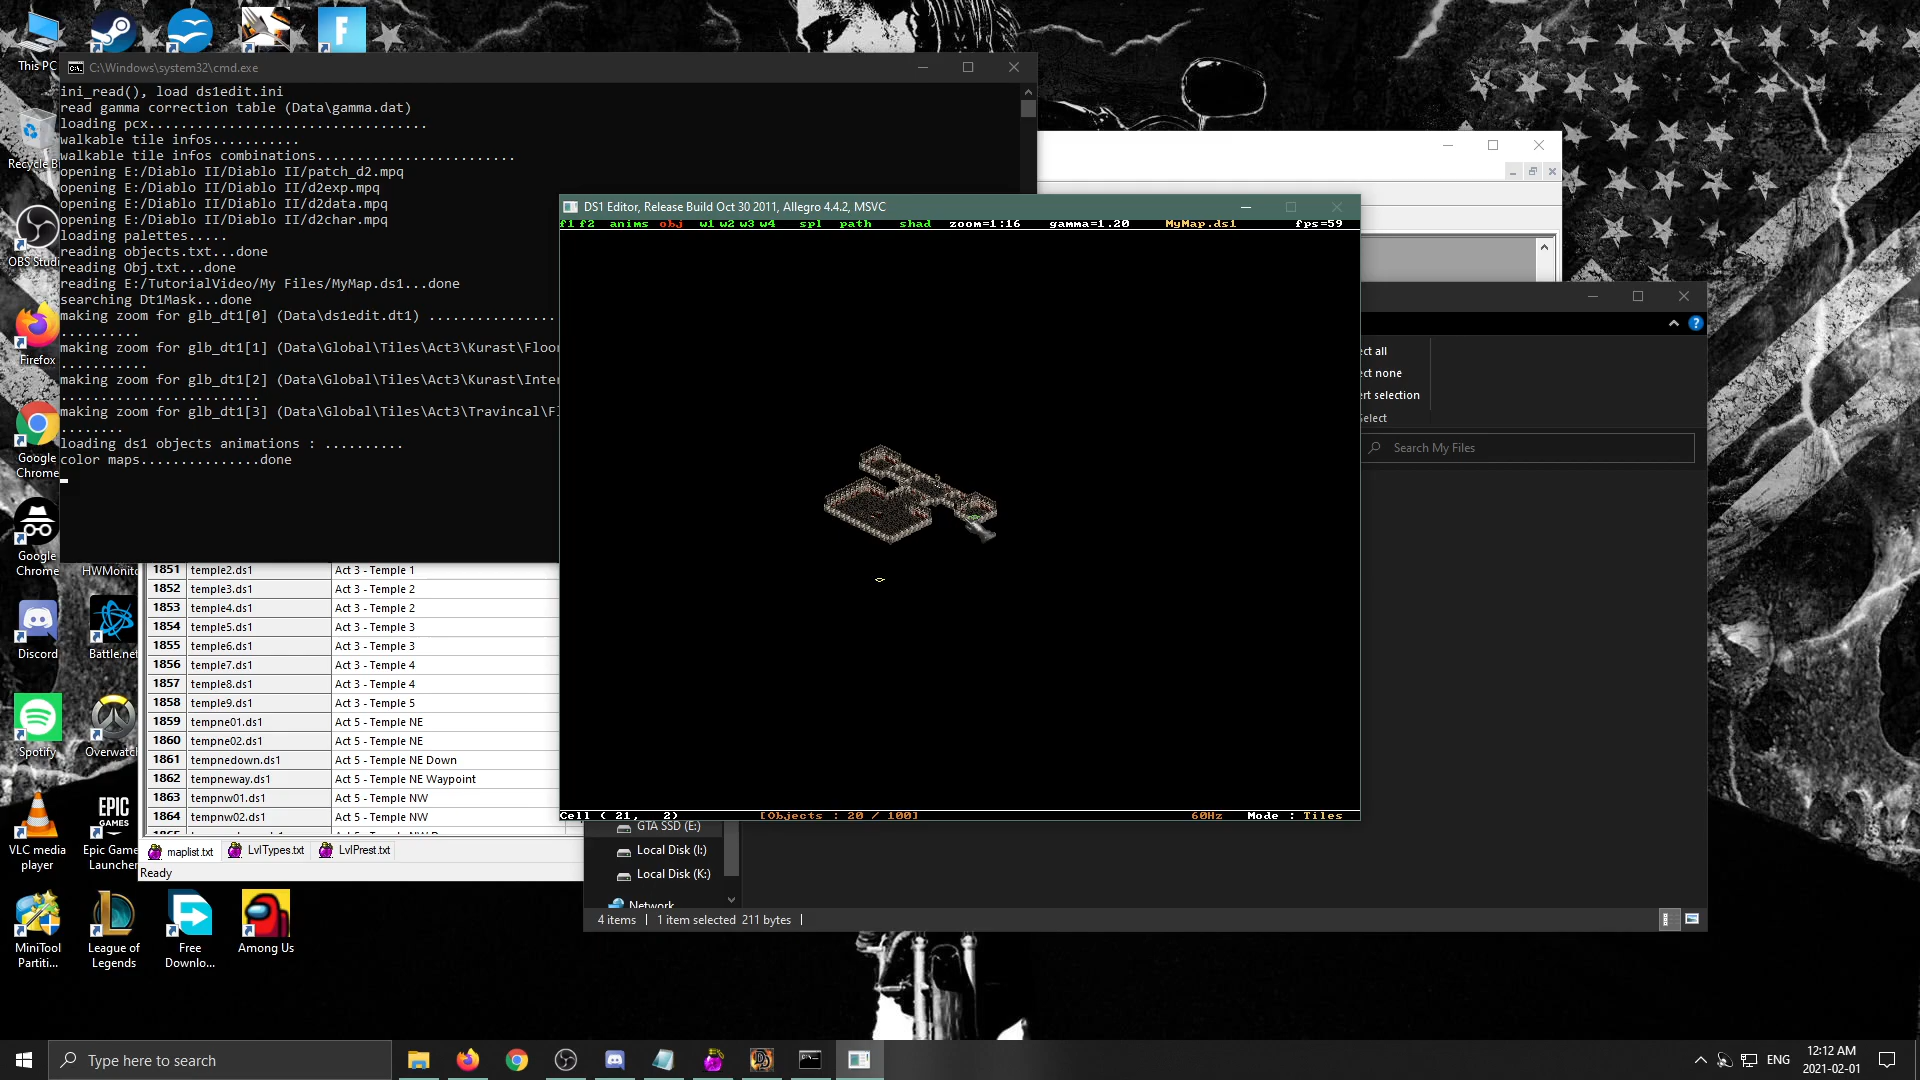 This PC
Recycle B
OBS Studi
Firefox
Google
Chrome
Google
Chrome
HWMonito
Discord
Battle.net
Spotify
Overwatc
VLC media
player
Epic Game
Launcher
MiniTool
Partiti...
League of
Legends
Free
Downlo...
Among Us
C:\Windows\system32\cmd.exe
ini_read(), load ds1edit.ini
read gamma correction table (Data\gamma.dat)
loading pcx...................................
walkable tile infos...........
walkable tile infos combinations.........................
opening E:/Diablo II/Diablo II/patch_d2.mpq
opening E:/Diablo II/Diablo II/d2exp.mpq
opening E:/Diablo II/Diablo II/d2data.mpq
opening E:/Diablo II/Diablo II/d2char.mpq
loading palettes.....
reading objects.txt...done
reading Obj.txt...done
reading E:/TutorialVideo/My Files/MyMap.ds1...done
searching Dt1Mask...done
making zoom for glb_dt1[0] (Data\ds1edit.dt1) ................
..........
making zoom for glb_dt1[1] (Data\Global\Tiles\Act3\Kurast\Floo
...........
making zoom for glb_dt1[2] (Data\Global\Tiles\Act3\Kurast\Inte
.........................
making zoom for glb_dt1[3] (Data\Global\Tiles\Act3\Travincal\F
........
loading ds1 objects animations : ..........
color maps...............done
DS1 Editor, Release Build Oct 30 2011, Allegro 4.4.2, MSVC
f1 f2 anims obj w1 w2 w3 w4 spl path shad zoom=1:16 gamma=1.20 MyMap.ds1 fps=59
Cell ( 21, 2) [Objects : 20 / 100] 60Hz Mode : Tiles
1851 temple2.ds1 Act 3 - Temple 1
1852 temple3.ds1 Act 3 - Temple 2
1853 temple4.ds1 Act 3 - Temple 2
1854 temple5.ds1 Act 3 - Temple 3
1855 temple6.ds1 Act 3 - Temple 3
1856 temple7.ds1 Act 3 - Temple 4
1857 temple8.ds1 Act 3 - Temple 4
1858 temple9.ds1 Act 3 - Temple 5
1859 tempne01.ds1 Act 5 - Temple NE
1860 tempne02.ds1 Act 5 - Temple NE
1861 tempnedown.ds1 Act 5 - Temple NE Down
1862 tempneway.ds1 Act 5 - Temple NE Waypoint
1863 tempnw01.ds1 Act 5 - Temple NW
1864 tempnw02.ds1 Act 5 - Temple NW
maplist.txt LvlTypes.txt LvlPrest.txt
Ready
ect all
ect none
ert selection
Select
Search My Files
GTA SSD (E:)
Local Disk (I:)
Local Disk (K:)
Network
4 items 1 item selected 211 bytes
Type here to search
ENG
12:12 AM
2021-02-01